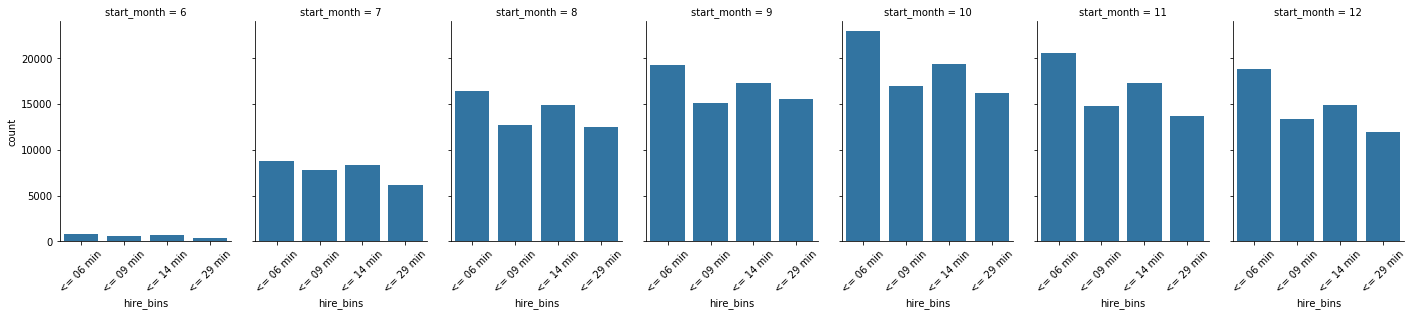 start_month = 6
start_month = 7
start_month = 8
start_month = 9
start_month = 10
start_month = 11
start_month = 12
count
20000
15000
10000
5000
0
<= 06 min
<= 09 min
<= 14 min
<= 29 min
<= 06 min
<= 09 min
<= 14 min
<= 29 min
<= 06 min
<= 09 min
<= 14 min
<= 29 min
<= 06 min
<= 09 min
<= 14 min
<= 29 min
<= 06 min
<= 09 min
<= 14 min
<= 29 min
<= 06 min
<= 09 min
<= 14 min
<= 29 min
<= 06 min
<= 09 min
<= 14 min
<= 29 min
hire_bins
hire_bins
hire_bins
hire_bins
hire_bins
hire_bins
hire_bins